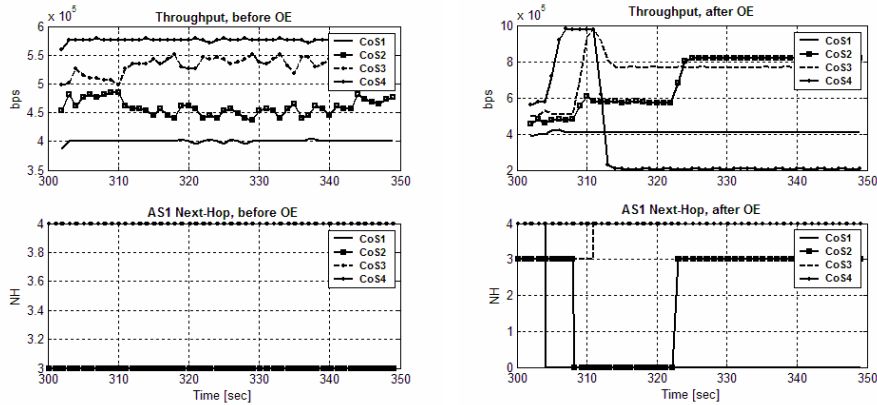 Throughput, before OE
x 10⁵
6
5.5
5
4.5
4
3.5
bps
300 310 320 330 340 350
CoS1
CoS2
CoS3
CoS4
Throughput, after OE
x 10⁵
10
8
6
4
2
bps
300 310 320 330 340 350
CoS1
CoS2
CoS3
CoS4
AS1 Next-Hop, before OE
4
3.8
3.6
3.4
3.2
3
NH
300 310 320 330 340 350
Time [sec]
CoS1
CoS2
CoS3
CoS4
AS1 Next-Hop, after OE
4
3
2
1
0
NH
300 310 320 330 340 350
Time [sec]
CoS1
CoS2
CoS3
CoS4